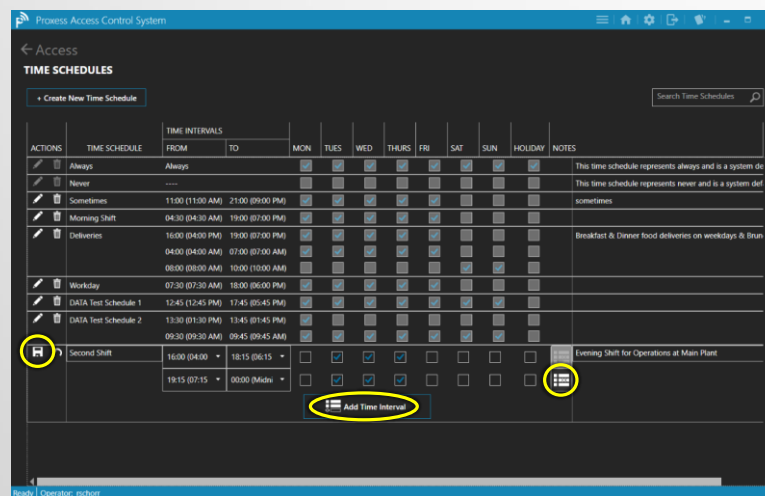 Proxess Access Control System
Access
TIME SCHEDULES
+ Create New Time Schedule
Search Time Schedules
TIME INTERVALS
ACTIONS TIME SCHEDULE FROM TO MON TUES WED THURS FRI SAT SUN HOLIDAY NOTES
Always Always This time schedule represents always and is a system de
Never ---- This time schedule represents never and is a system def
Sometimes 11:00 (11:00 AM) 21:00 (09:00 PM) sometimes
Morning Shift 04:30 (04:30 AM) 19:00 (07:00 PM)
Deliveries 16:00 (04:00 PM) 19:00 (07:00 PM) Breakfast & Dinner food deliveries on weekdays & Brun
04:00 (04:00 AM) 07:00 (07:00 AM)
08:00 (08:00 AM) 10:00 (10:00 AM)
Workday 07:30 (07:30 AM) 18:00 (06:00 PM)
DATA Test Schedule 1 12:45 (12:45 PM) 17:45 (05:45 PM)
DATA Test Schedule 2 13:30 (01:30 PM) 13:45 (01:45 PM)
09:30 (09:30 AM) 09:45 (09:45 AM)
Second Shift 16:00 (04:00 18:15 (06:15 Evening Shift for Operations at Main Plant
19:15 (07:15 00:00 (Midni
Add Time Interval
Ready Operator: rschorr